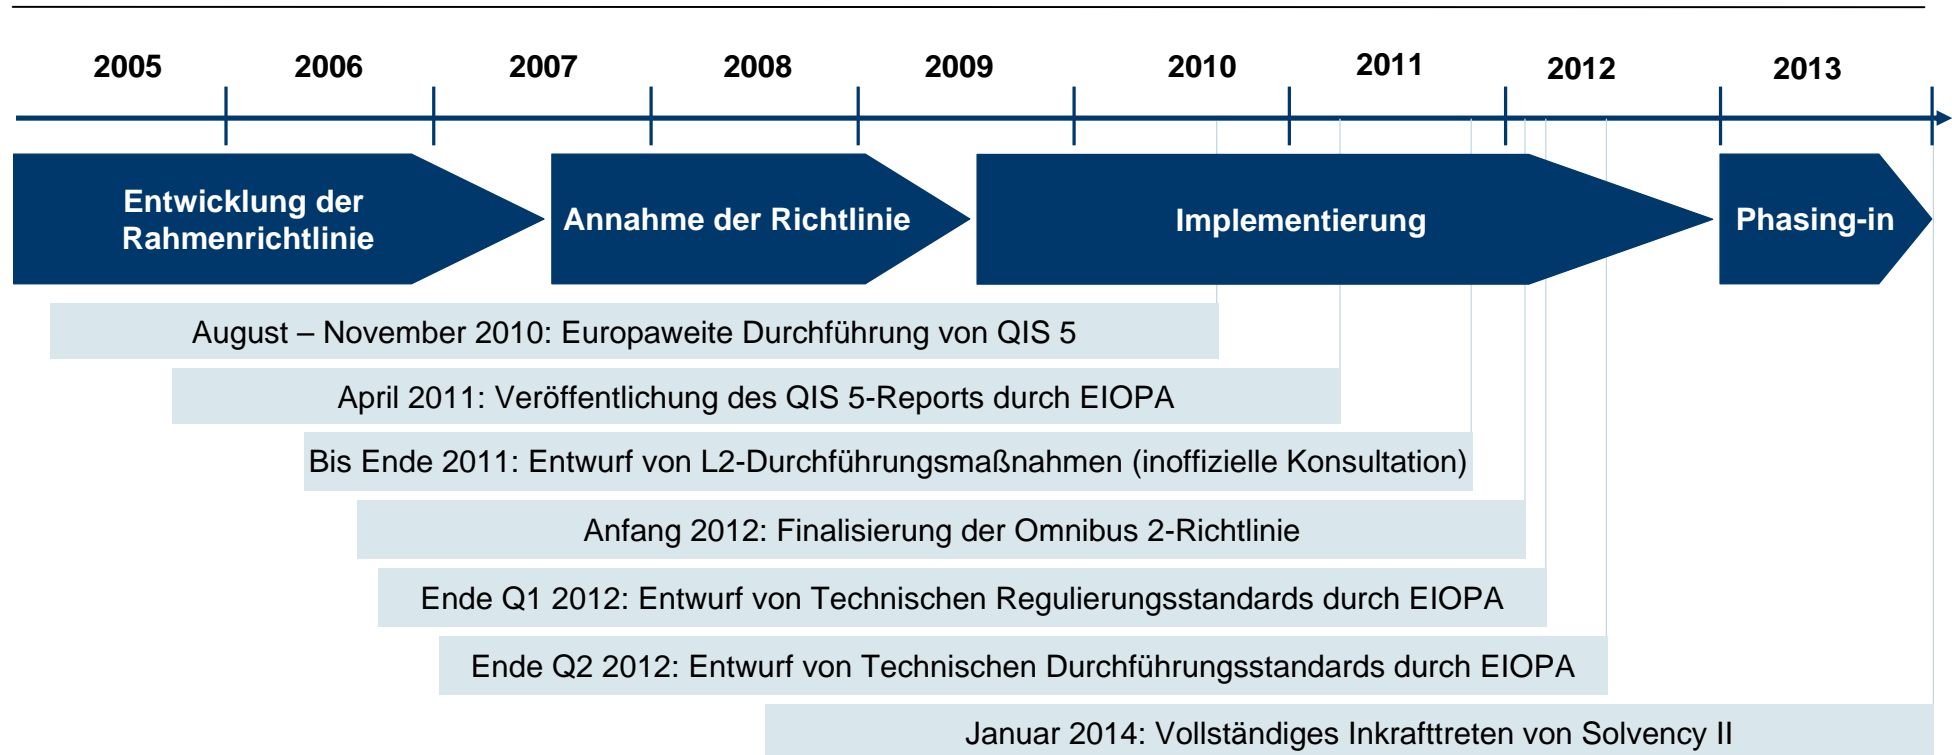 2005 2006 2007 2008 2009 2010 2011 2012 2013
Entwicklung der
Rahmenrichtlinie
Annahme der Richtlinie
Implementierung
Phasing-in
August – November 2010: Europaweite Durchführung von QIS 5
April 2011: Veröffentlichung des QIS 5-Reports durch EIOPA
Bis Ende 2011: Entwurf von L2-Durchführungsmaßnahmen (inoffizielle Konsultation)
Anfang 2012: Finalisierung der Omnibus 2-Richtlinie
Ende Q1 2012: Entwurf von Technischen Regulierungsstandards durch EIOPA
Ende Q2 2012: Entwurf von Technischen Durchführungsstandards durch EIOPA
Januar 2014: Vollständiges Inkrafttreten von Solvency II